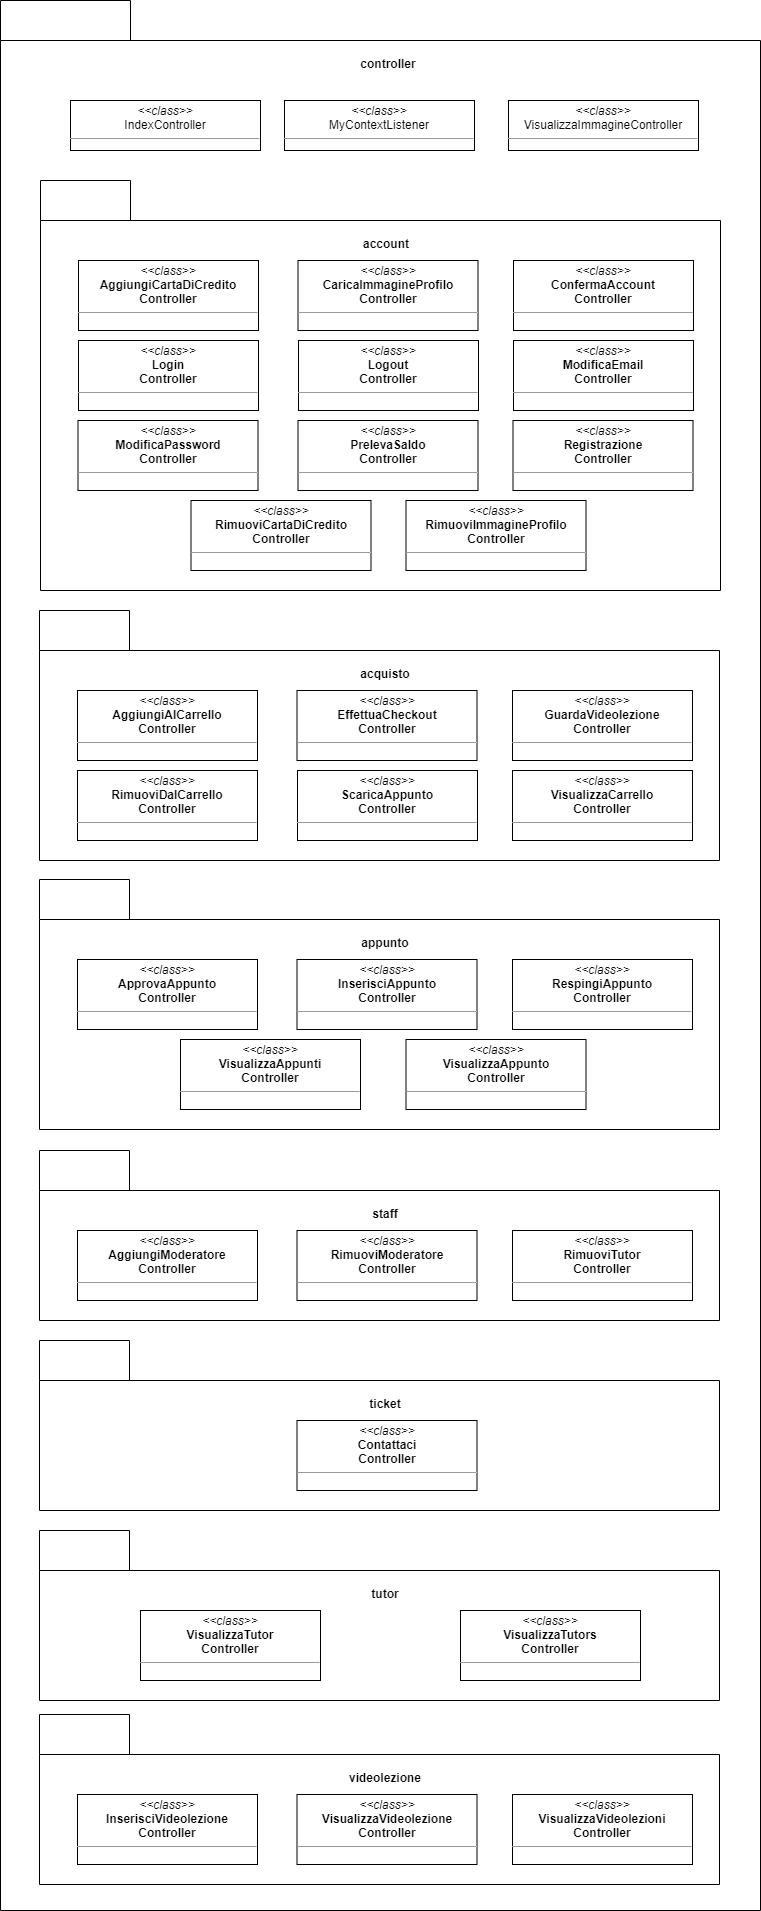 controller
<<class>>
IndexController
<<class>>
MyContextListener
<<class>>
VisualizzaImmagineController
account
<<class>>
AggiungiCartaDiCredito
Controller
<<class>>
CaricaImmagineProfilo
Controller
<<class>>
ConfermaAccount
Controller
<<class>>
Login
Controller
<<class>>
Logout
Controller
<<class>>
ModificaEmail
Controller
<<class>>
ModificaPassword
Controller
<<class>>
PrelevaSaldo
Controller
<<class>>
Registrazione
Controller
<<class>>
RimuoviCartaDiCredito
Controller
<<class>>
RimuoviImmagineProfilo
Controller
acquisto
<<class>>
AggiungiAlCarrello
Controller
<<class>>
EffettuaCheckout
Controller
<<class>>
GuardaVideolezione
Controller
<<class>>
RimuoviDalCarrello
Controller
<<class>>
ScaricaAppunto
Controller
<<class>>
VisualizzaCarrello
Controller
appunto
<<class>>
ApprovaAppunto
Controller
<<class>>
InserisciAppunto
Controller
<<class>>
RespingiAppunto
Controller
<<class>>
VisualizzaAppunti
Controller
<<class>>
VisualizzaAppunto
Controller
staff
<<class>>
AggiungiModeratore
Controller
<<class>>
RimuoviModeratore
Controller
<<class>>
RimuoviTutor
Controller
ticket
<<class>>
Contattaci
Controller
tutor
<<class>>
VisualizzaTutor
Controller
<<class>>
VisualizzaTutors
Controller
videolezione
<<class>>
InserisciVideolezione
Controller
<<class>>
VisualizzaVideolezione
Controller
<<class>>
VisualizzaVideolezioni
Controller